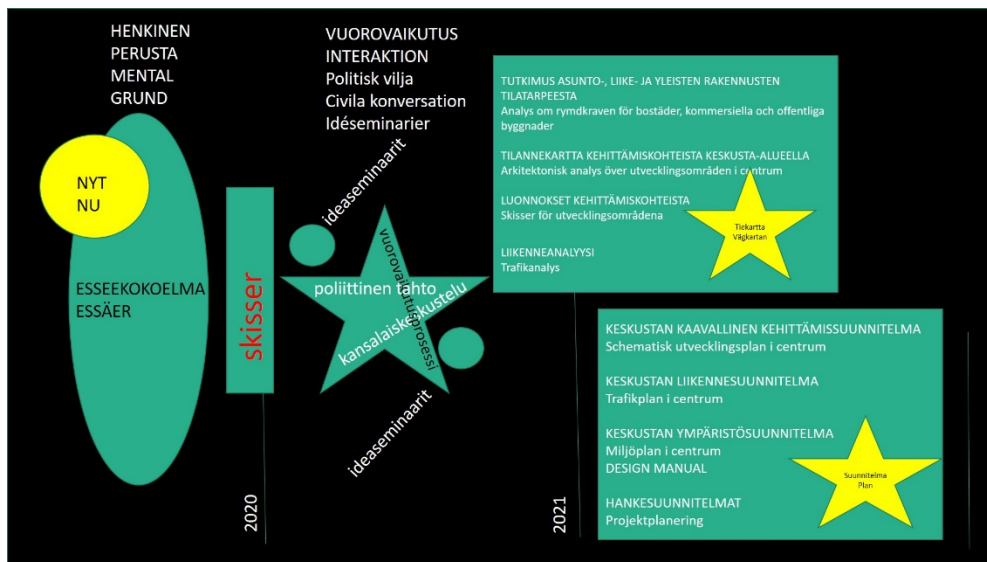 HENKINEN
PERUSTA
MENTAL
GRUND
NYT
NU
ESSEEKOKOELMA
ESSÄER
skisser
2020
VUOROVAIKUTUS
INTERAKTION
Politisk vilja
Civila konversation
Idéseminarier
ideaseminaarit
poliittinen tahto
vuorovaikutusprosessi
kansalaiskeskustelu
ideaseminaarit
2021
TUTKIMUS ASUNTO-, LIIKE- JA YLEISTEN RAKENNUSTEN
TILATARPEESTA
Analys om rymdkraven för bostäder, kommersiella och offentliga
byggnader
TILANNEKARTTA KEHITTÄMISKOHTEISTA KESKUSTA-ALUEELLA
Arkitektonisk analys över utvecklingsområden i centrum
LUONNOKSET KEHITTÄMISKOHTEISTA
Skisser för utvecklingsområdena
LIIKENNEANALYYSI
Trafikanalys
Tiekartta
Vägkartan
KESKUSTAN KAAVALLINEN KEHITTÄMISSUUNNITELMA
Schematisk utvecklingsplan i centrum
KESKUSTAN LIIKENNESUUNNITELMA
Trafikplan i centrum
KESKUSTAN YMPÄRISTÖSUUNNITELMA
Miljöplan i centrum
DESIGN MANUAL
HANKESUUNNITELMAT
Projektplanering
Suunnitelma
Plan